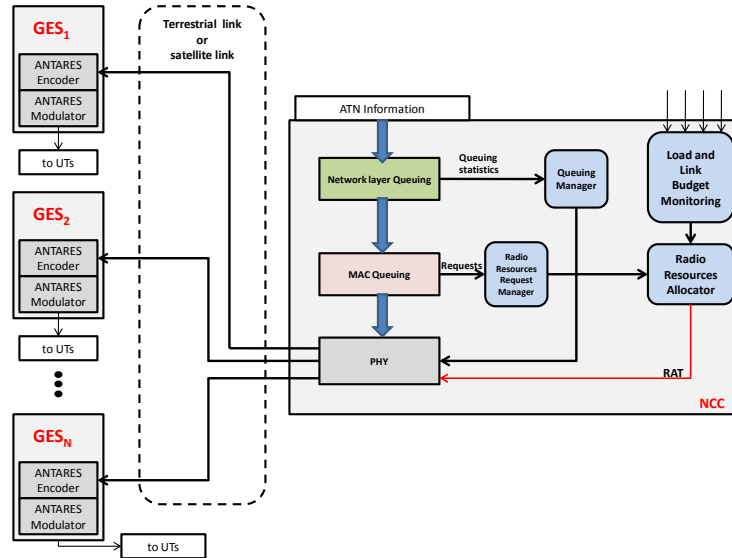 GES1
ANTARES
Encoder
ANTARES
Modulator
to UTs
GES2
ANTARES
Encoder
ANTARES
Modulator
to UTs
GESN
ANTARES
Encoder
ANTARES
Modulator
to UTs
Terrestrial link
or
satellite link
ATN Information
Network layer Queuing
Queuing
statistics
Queuing
Manager
Load and
Link
Budget
Monitoring
MAC Queuing
Requests
Radio
Resources
Request
Manager
Radio
Resources
Allocator
PHY
RAT
NCC